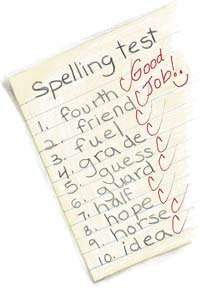 Spelling test
Good
Job!
1. fourth
2. friend
3. fuel
4. grade
5. guess
6. guard
7. half
8. hope
9. horse
10. idea